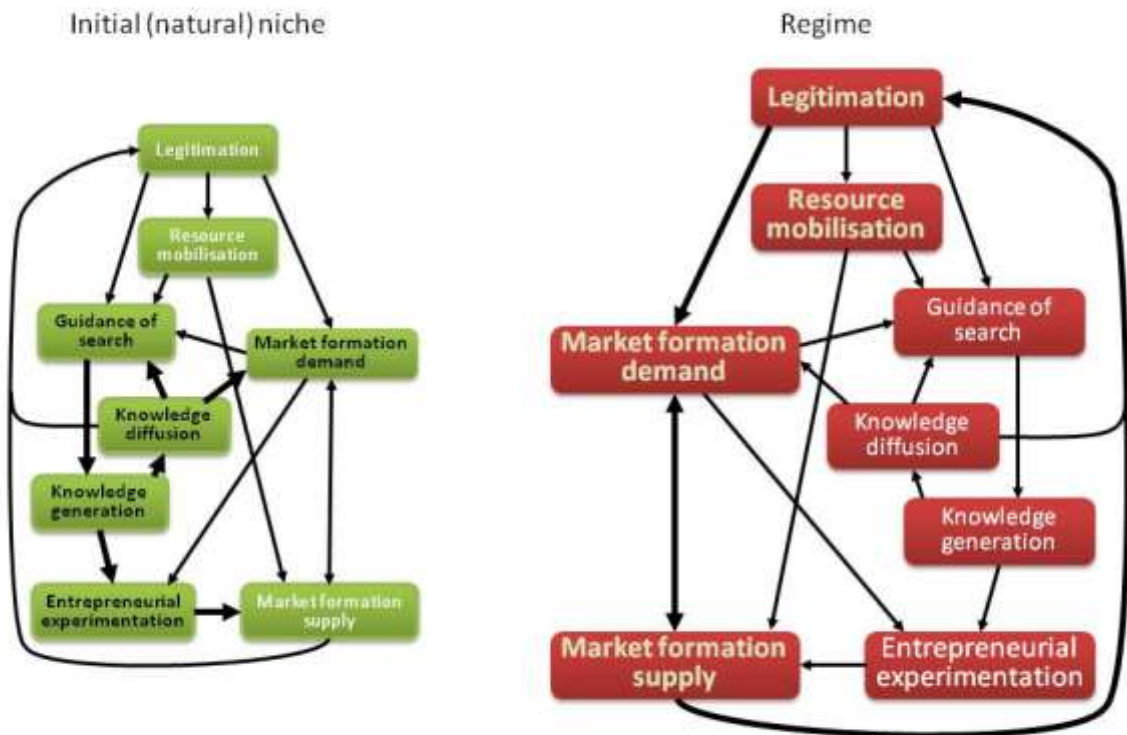 Initial (natural) niche
Legitimation
Resource
mobilisation
Guidance of
search
Market formation
demand
Knowledge
diffusion
Knowledge
generation
Entrepreneurial
experimentation
Market formation
supply
Regime
Legitimation
Resource
mobilisation
Guidance of
search
Market formation
demand
Knowledge
diffusion
Knowledge
generation
Market formation
supply
Entrepreneurial
experimentation